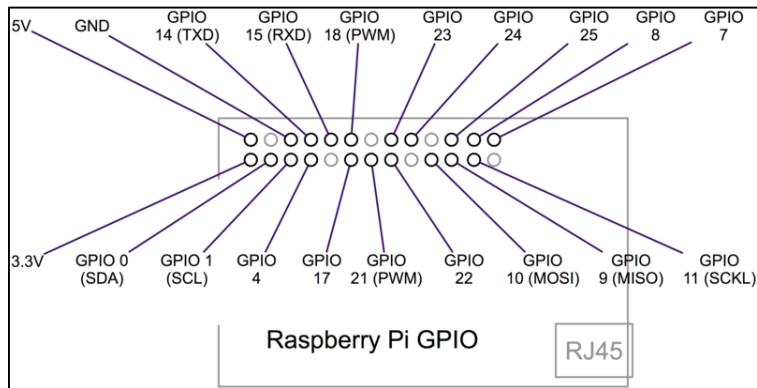 5V
GND
GPIO
14 (TXD)
GPIO
15 (RXD)
GPIO
18 (PWM)
GPIO
23
GPIO
24
GPIO
25
GPIO
8
GPIO
7
3.3V
GPIO 0
(SDA)
GPIO 1
(SCL)
GPIO
4
GPIO
17
GPIO
21 (PWM)
GPIO
22
GPIO
10 (MOSI)
GPIO
9 (MISO)
GPIO
11 (SCKL)
Raspberry Pi GPIO
RJ45